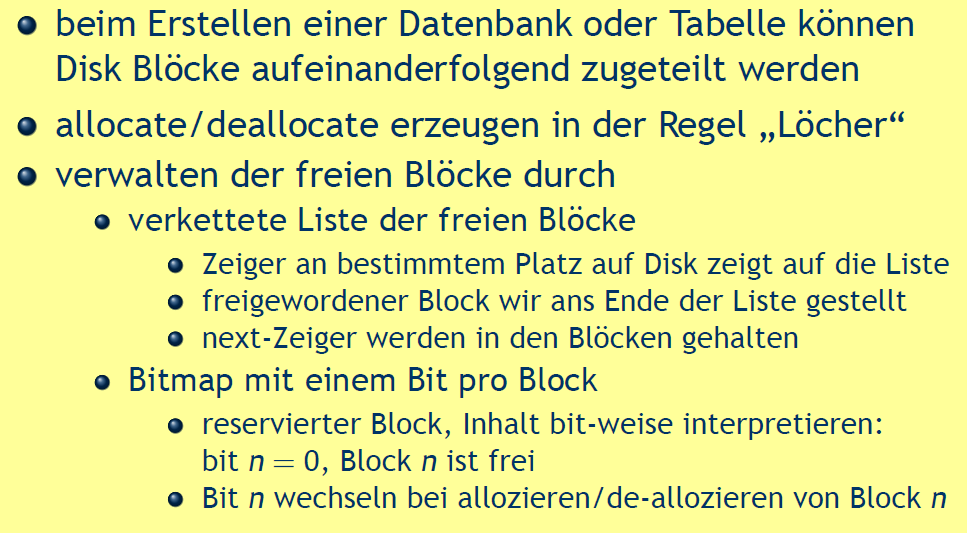 beim Erstellen einer Datenbank oder Tabelle können
Disk Blöcke aufeinanderfolgend zugeteilt werden
allocate/deallocate erzeugen in der Regel „Löcher“
verwalten der freien Blöcke durch
verkettete Liste der freien Blöcke
Zeiger an bestimmtem Platz auf Disk zeigt auf die Liste
freigewordener Block wir ans Ende der Liste gestellt
next-Zeiger werden in den Blöcken gehalten
Bitmap mit einem Bit pro Block
reservierter Block, Inhalt bit-weise interpretieren:
bit n = 0, Block n ist frei
Bit n wechseln bei allozieren/de-allozieren von Block n